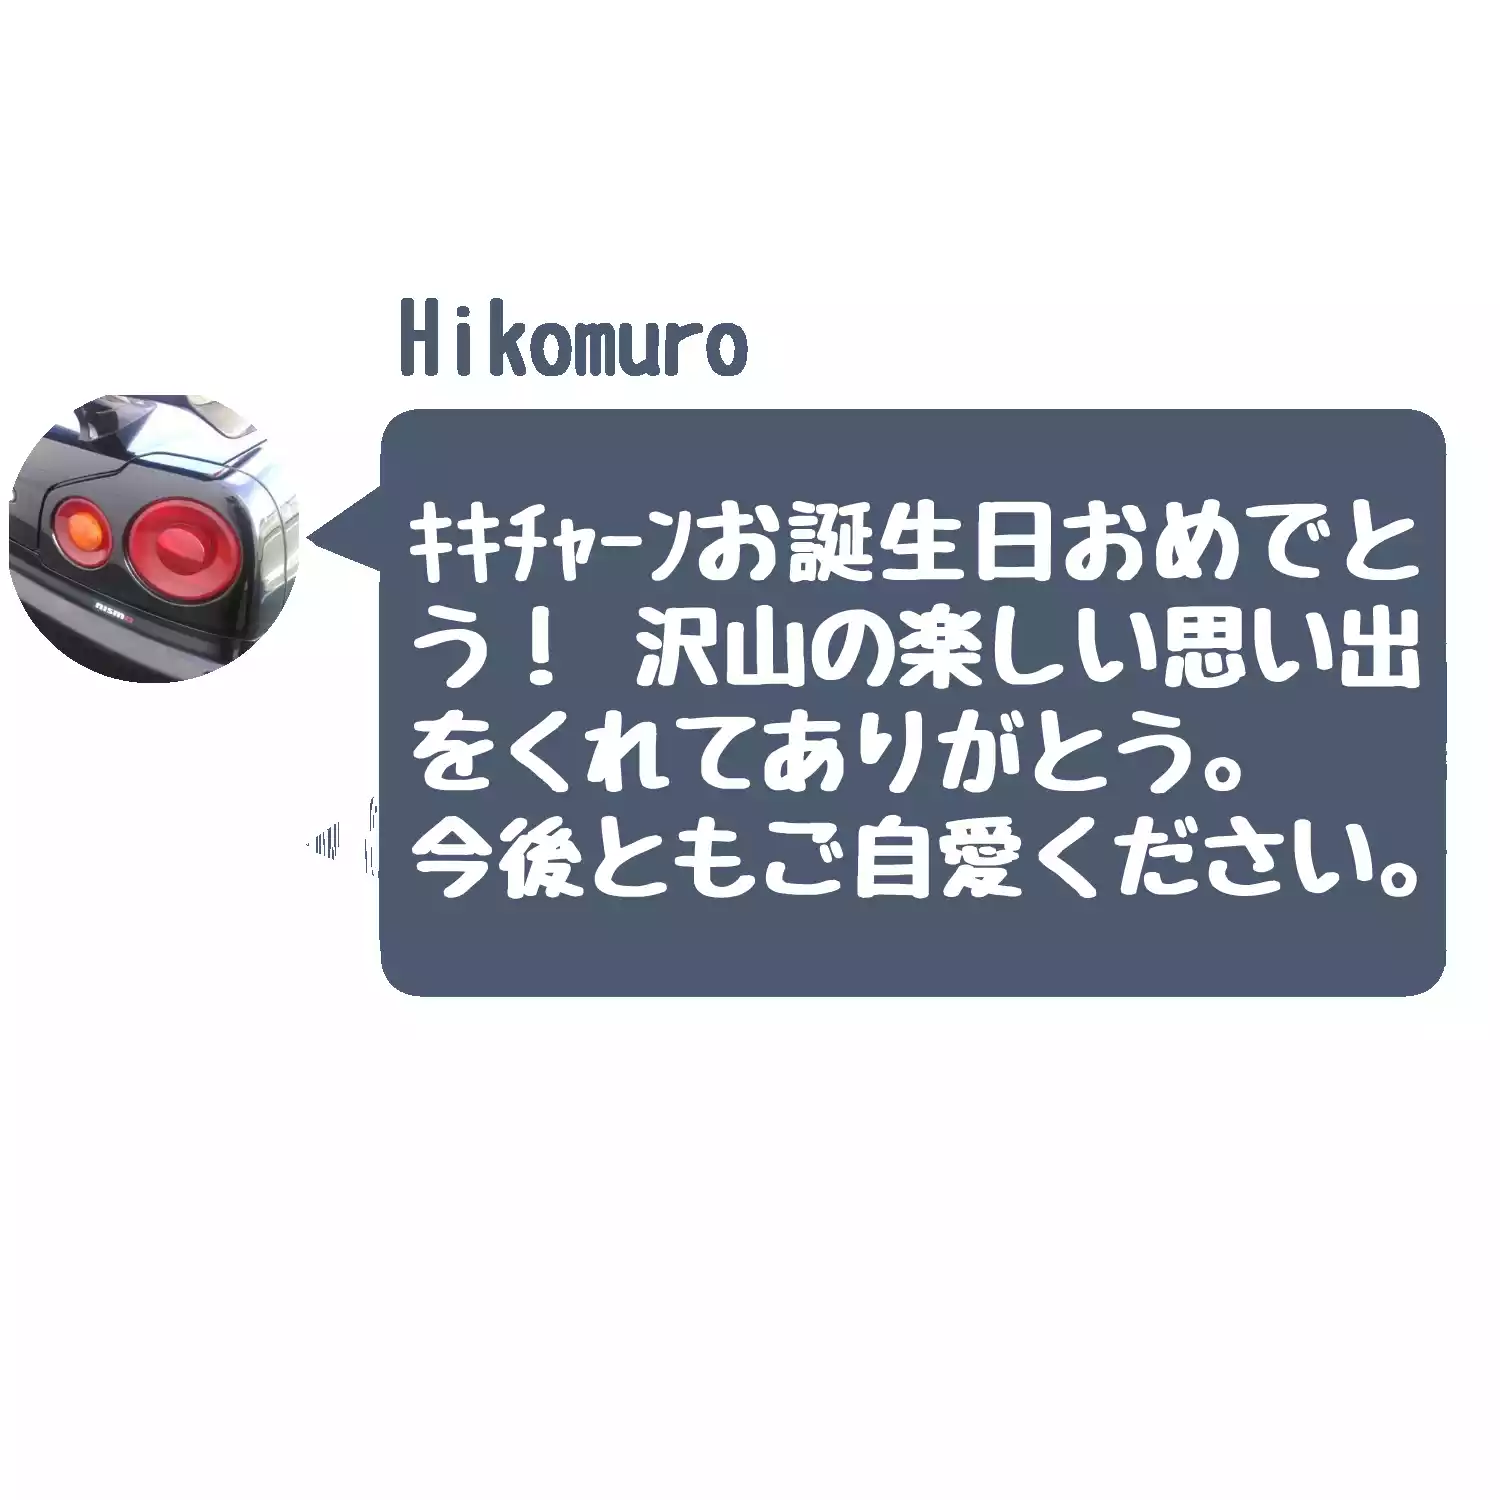 Hikomuro
nismo
ｷｷﾁｬｰﾝお誕生日おめでと
う！ 沢山の楽しい思い出
をくれてありがとう。
今後ともご自愛ください。